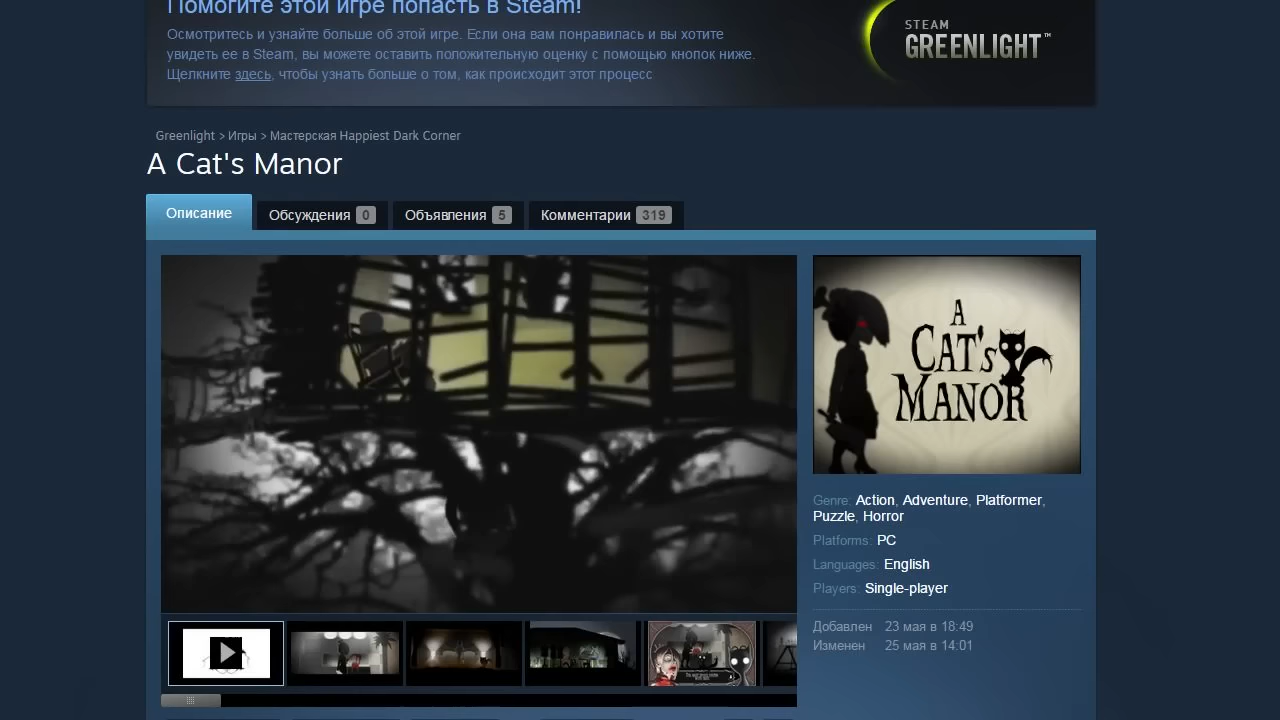 Помогите этой игре попасть в Steam!
Осмотритесь и узнайте больше об этой игре. Если она вам понравилась и вы хотите
увидеть ее в Steam, вы можете оставить положительную оценку с помощью кнопок ниже.
Щелкните здесь, чтобы узнать больше о том, как происходит этот процесс
STEAM
GREENLIGHT™
Greenlight > Игры > Мастерская Happiest Dark Corner
A Cat's Manor
Описание
Обсуждения 0
Объявления 5
Комментарии 319
A
CAT'S
MANOR
Genre: Action, Adventure, Platformer,
Puzzle, Horror
Platforms: PC
Languages: English
Players: Single-player
Добавлен 23 мая в 18:49
Изменен 25 мая в 14:01